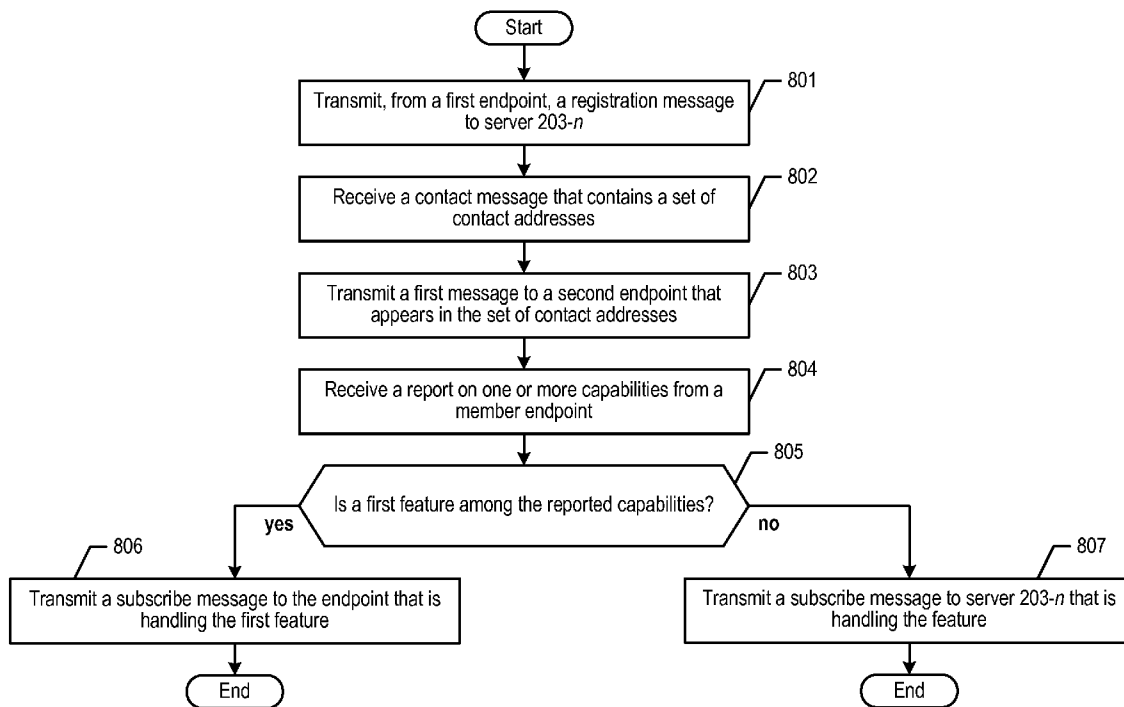 Start
801
Transmit, from a first endpoint, a registration message
to server 203-n
802
Receive a contact message that contains a set of
contact addresses
803
Transmit a first message to a second endpoint that
appears in the set of contact addresses
804
Receive a report on one or more capabilities from a
member endpoint
805
Is a first feature among the reported capabilities?
yes
no
806
Transmit a subscribe message to the endpoint that is
handling the first feature
End
807
Transmit a subscribe message to server 203-n that is
handling the feature
End